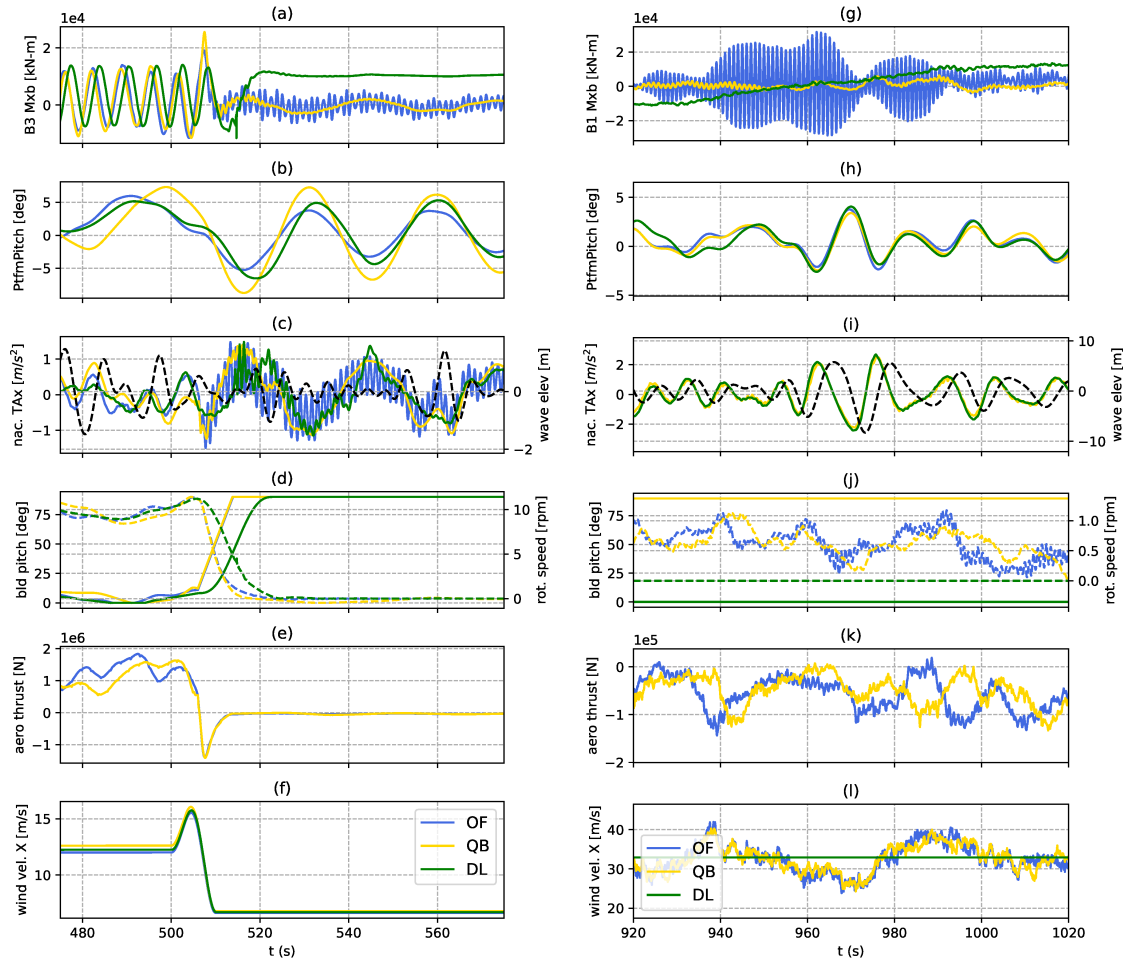 (a)
1e4
B3 Mxb [kN-m]
2
0
(b)
PtfmPitch [deg]
5
0
−5
(c)
nac. TAx [m/s²]
1
0
−1
wave elev [m]
0
−2
(d)
bld pitch [deg]
75
50
25
0
rot. speed [rpm]
10
5
0
(e)
1e6
aero thrust [N]
2
1
0
−1
(f)
wind vel. X [m/s]
15
10
OF
QB
DL
480
500
520
540
560
t (s)
(g)
1e4
B1 Mxb [kN-m]
2
0
−2
(h)
PtfmPitch [deg]
5
0
−5
(i)
nac. TAx [m/s²]
2
0
−2
wave elev [m]
10
0
−10
(j)
bld pitch [deg]
75
50
25
0
rot. speed [rpm]
1.0
0.5
0.0
(k)
1e5
aero thrust [N]
0
−1
−2
(l)
wind vel. X [m/s]
40
30
20
OF
QB
DL
920
940
960
980
1000
1020
t (s)